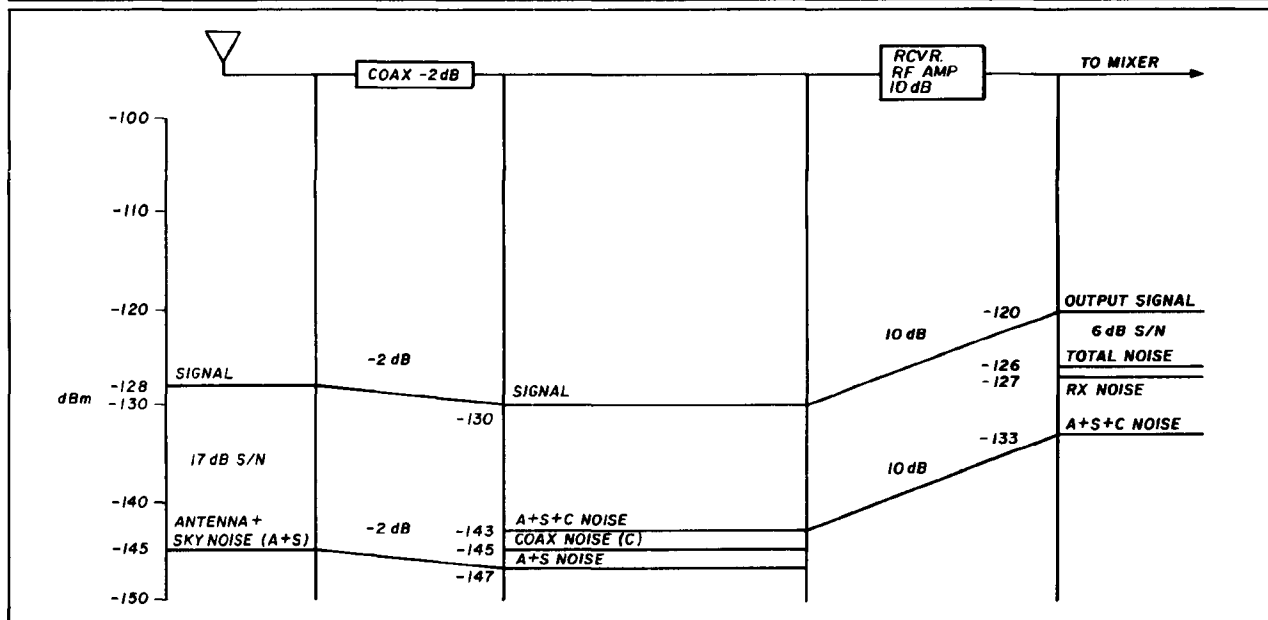 COAX -2dB
RCVR.
RF AMP
10 dB
TO MIXER
-100
-110
-120
-128
dBm
-130
-140
-145
-150
SIGNAL
17 dB S/N
ANTENNA +
SKY NOISE (A+S)
-2 dB
-2 dB
-130
SIGNAL
-143
A+S+C NOISE
-145
COAX NOISE (C)
A+S NOISE
-147
10 dB
10 dB
-120
-126
-127
-133
OUTPUT SIGNAL
6 dB S/N
TOTAL NOISE
RX NOISE
A+S+C NOISE